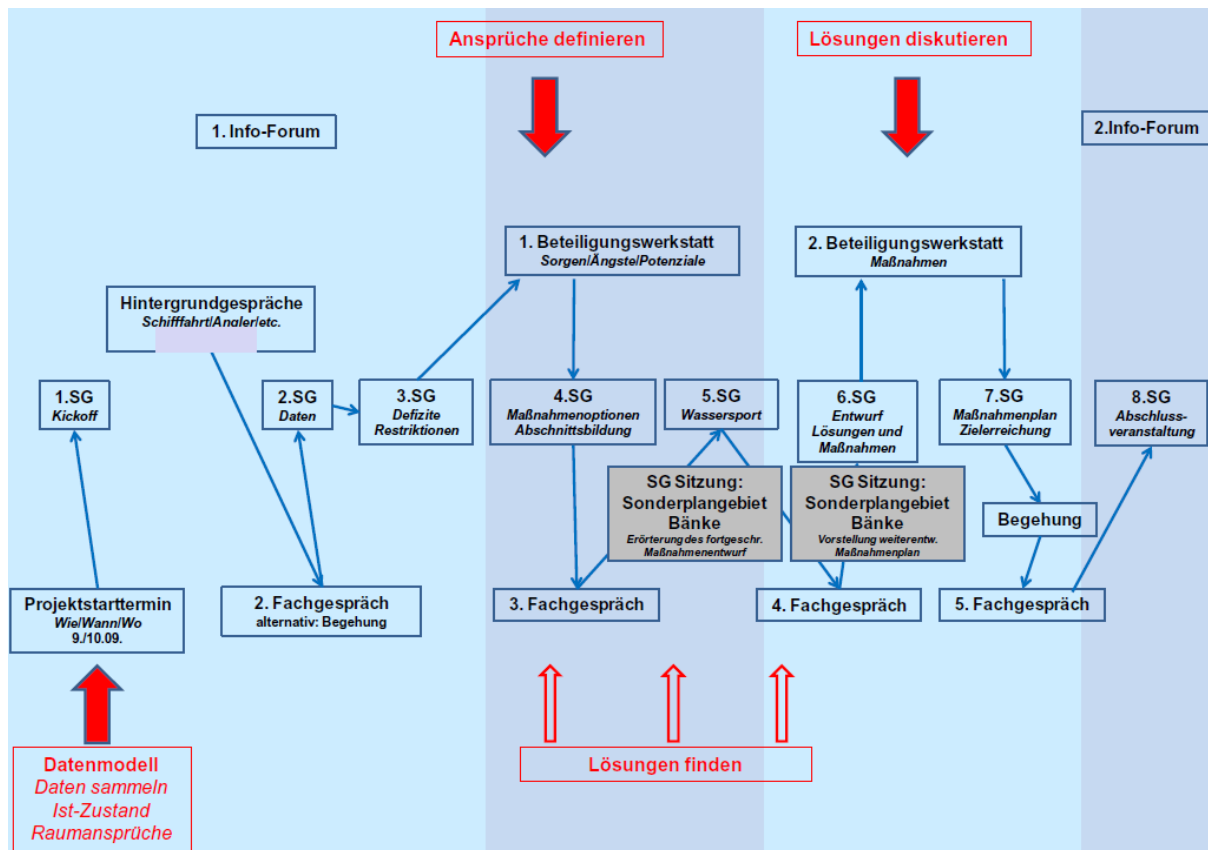 Ansprüche definieren
Lösungen diskutieren
1. Info-Forum
2.Info-Forum
1. Beteiligungswerkstatt
Sorgen/Ängste/Potenziale
2. Beteiligungswerkstatt
Maßnahmen
Hintergrundgespräche
Schifffahrt/Angler/etc.
1.SG
Kickoff
2.SG
Daten
3.SG
Defizite
Restriktionen
4.SG
Maßnahmenoptionen
Abschnittsbildung
5.SG
Wassersport
6.SG
Entwurf
Lösungen und
Maßnahmen
7.SG
Maßnahmenplan
Zielerreichung
8.SG
Abschluss-
veranstaltung
SG Sitzung:
Sonderplangebiet
Bänke
Erörterung des fortgeschr.
Maßnahmenentwurf
SG Sitzung:
Sonderplangebiet
Bänke
Vorstellung weiterentw.
Maßnahmenplan
Begehung
Projektstarttermin
Wie/Wann/Wo
9./10.09.
2. Fachgespräch
alternativ: Begehung
3. Fachgespräch
4. Fachgespräch
5. Fachgespräch
Datenmodell
Daten sammeln
Ist-Zustand
Raumansprüche
Lösungen finden